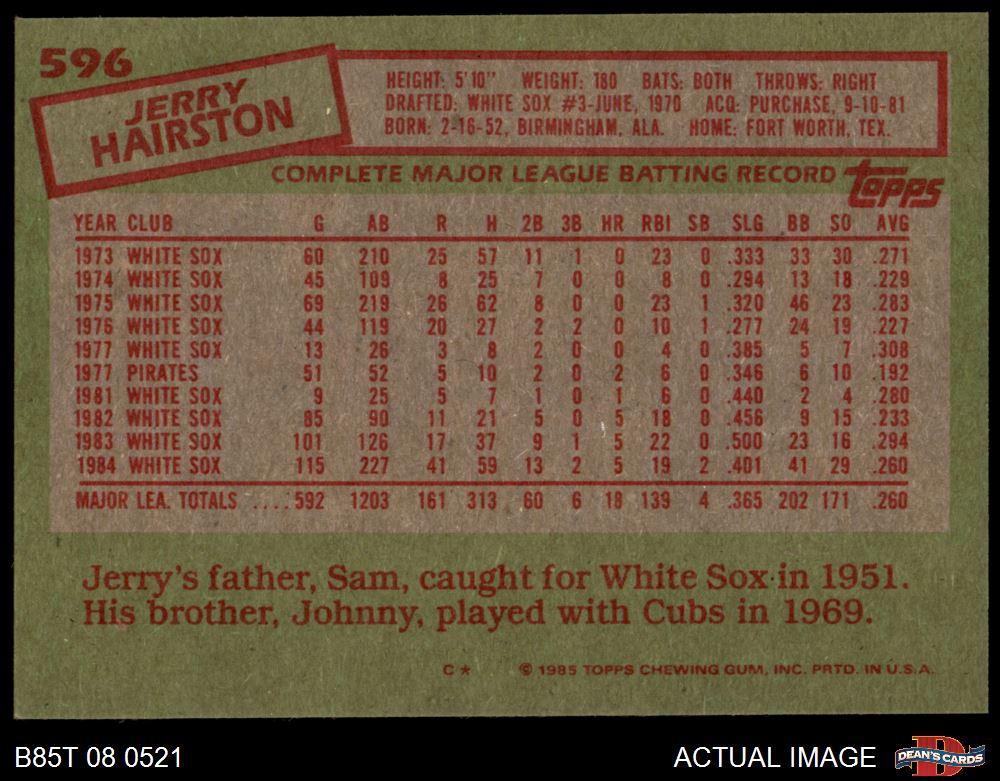 596
JERRY
HAIRSTON
HEIGHT: 5'10" WEIGHT: 180 BATS: BOTH THROWS: RIGHT
DRAFTED: WHITE SOX #3-JUNE, 1970 ACQ: PURCHASE, 9-10-81
BORN: 2-16-52, BIRMINGHAM, ALA. HOME: FORT WORTH, TEX.
COMPLETE MAJOR LEAGUE BATTING RECORD topps
YEAR CLUB G AB R H 2B 3B HR RBI SB SLG BB SO AVG
1973 WHITE SOX 60 210 25 57 11 1 0 23 0 .333 33 30 .271
1974 WHITE SOX 45 109 8 25 7 0 0 8 0 .294 13 18 .229
1975 WHITE SOX 69 219 26 62 8 0 0 23 1 .320 46 23 .283
1976 WHITE SOX 44 119 20 27 2 2 0 10 1 .277 24 19 .227
1977 WHITE SOX 13 26 3 8 2 0 0 4 0 .385 5 7 .308
1977 PIRATES 51 52 5 10 2 0 2 6 0 .346 6 10 .192
1981 WHITE SOX 9 25 5 7 1 0 1 6 0 .440 2 4 .280
1982 WHITE SOX 85 90 11 21 5 0 5 18 0 .456 9 15 .233
1983 WHITE SOX 101 126 17 37 9 1 5 22 0 .500 23 16 .294
1984 WHITE SOX 115 227 41 59 13 2 5 19 2 .401 41 29 .260
MAJOR LEA. TOTALS ....592 1203 161 313 60 6 18 139 4 .365 202 171 .260
Jerry's father, Sam, caught for White Sox in 1951.
His brother, Johnny, played with Cubs in 1969.
C* © 1985 TOPPS CHEWING GUM, INC. PRTD. IN U.S.A.
B85T 08 0521 ACTUAL IMAGE DEAN'S CARDS